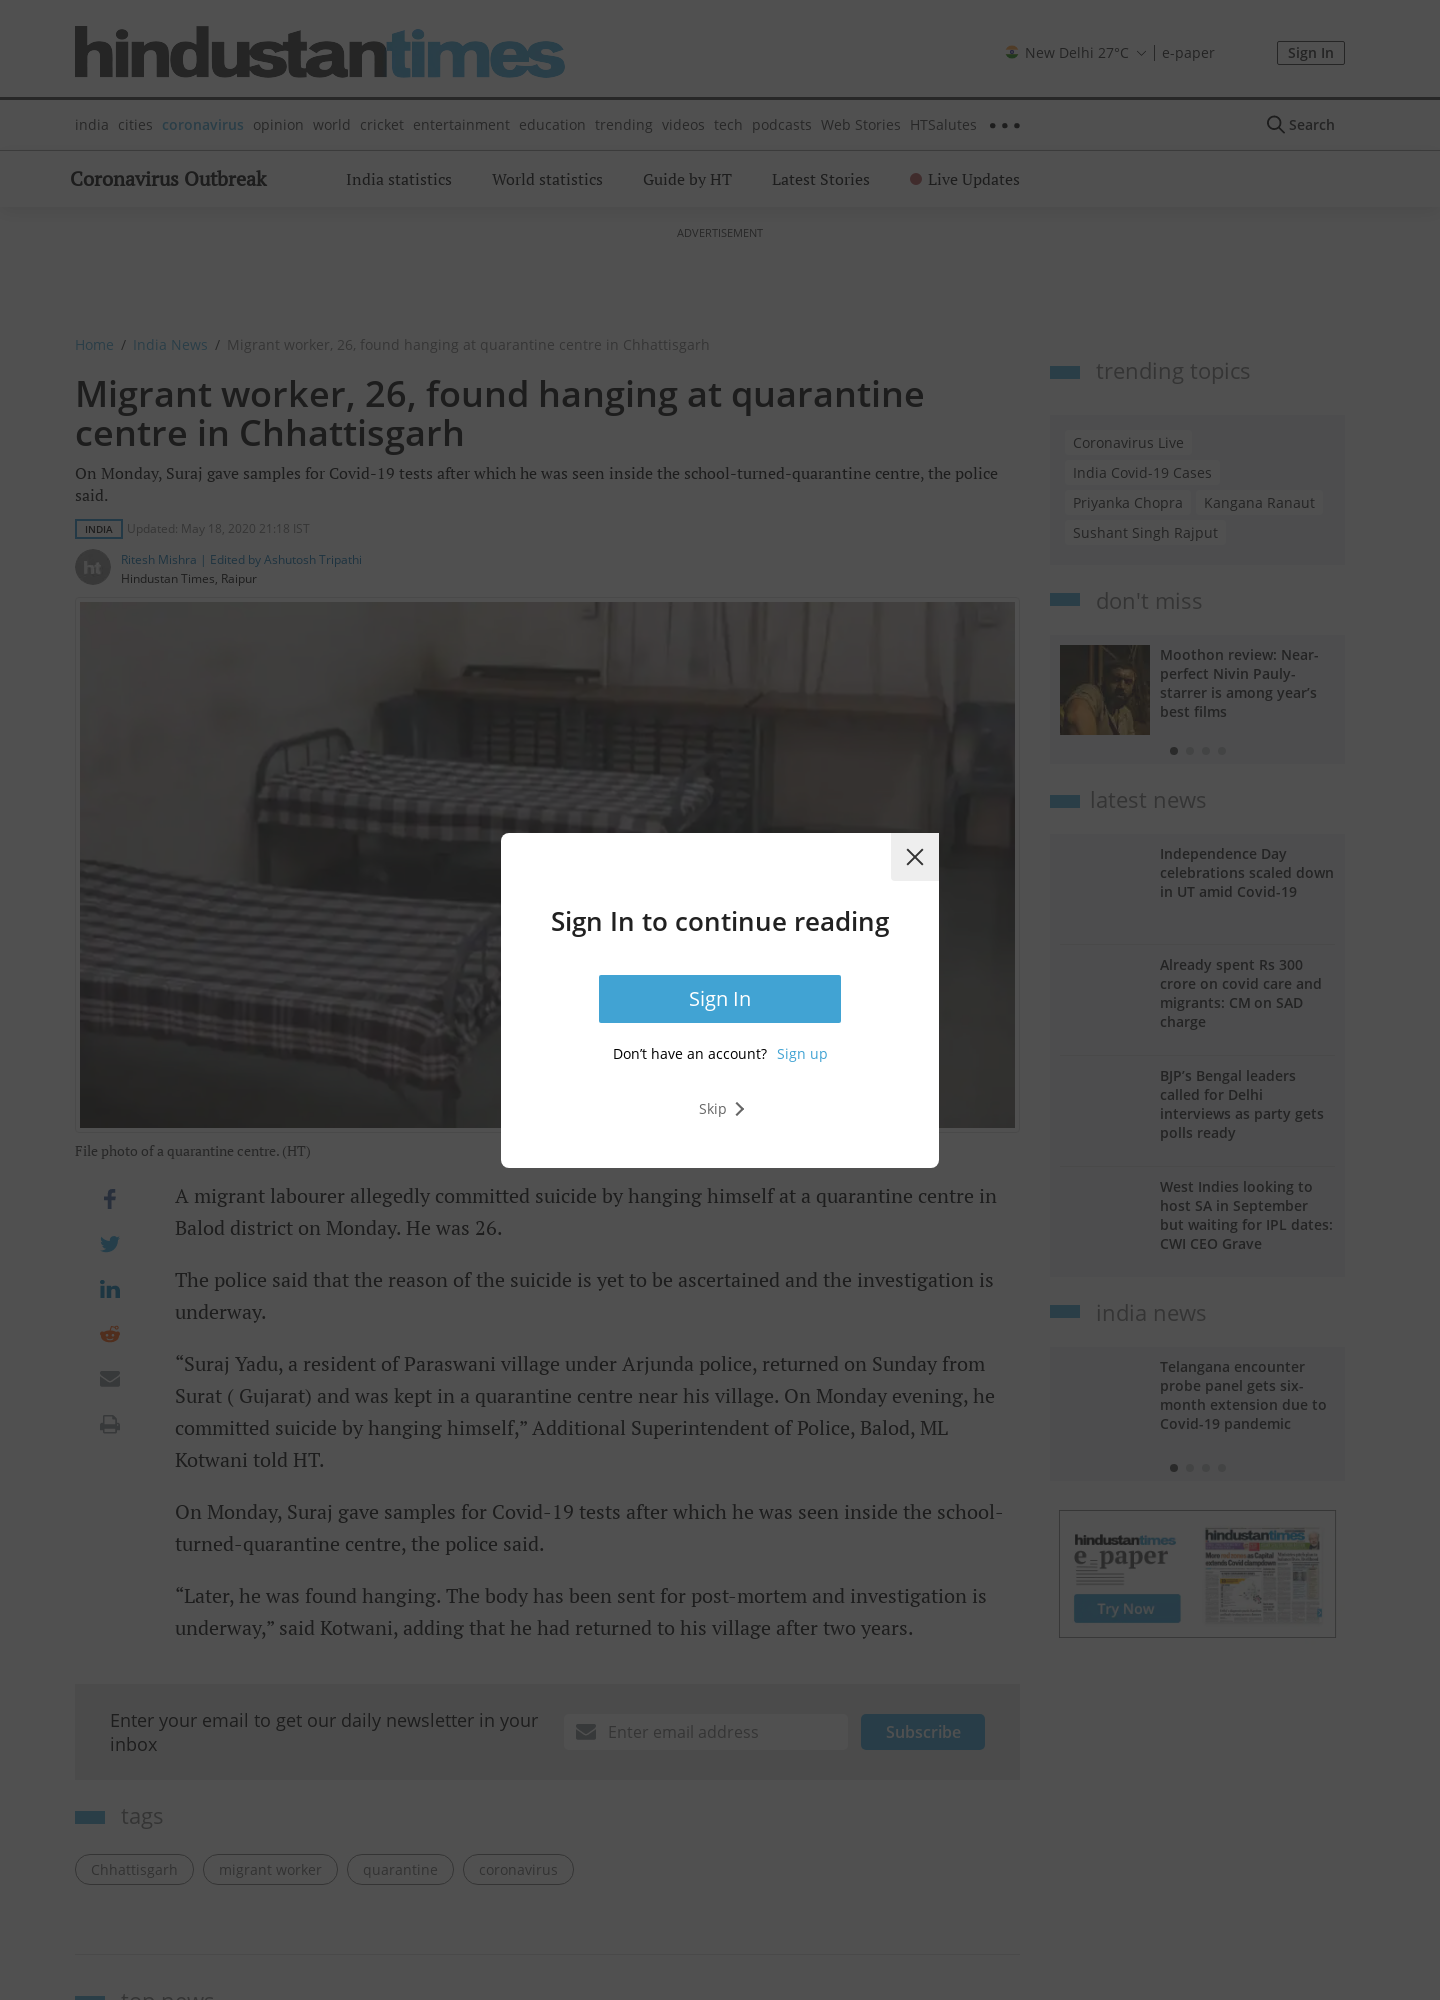 hindustantimes
New Delhi 27°C
e-paper
Sign In
india cities coronavirus opinion world cricket entertainment education trending videos tech podcasts Web Stories HTSalutes
Search
Coronavirus Outbreak
India statistics
World statistics
Guide by HT
Latest Stories
Live Updates
ADVERTISEMENT
Home / India News / Migrant worker, 26, found hanging at quarantine centre in Chhattisgarh
Migrant worker, 26, found hanging at quarantine
centre in Chhattisgarh
On Monday, Suraj gave samples for Covid-19 tests after which he was seen inside the school-turned-quarantine centre, the police
said.
INDIA Updated: May 18, 2020 21:18 IST
ht
Ritesh Mishra | Edited by Ashutosh Tripathi
Hindustan Times, Raipur
Sign In to continue reading
Sign In
Don’t have an account? Sign up
Skip
File photo of a quarantine centre. (HT)
A migrant labourer allegedly committed suicide by hanging himself at a quarantine centre in
Balod district on Monday. He was 26.
The police said that the reason of the suicide is yet to be ascertained and the investigation is
underway.
“Suraj Yadu, a resident of Paraswani village under Arjunda police, returned on Sunday from
Surat ( Gujarat) and was kept in a quarantine centre near his village. On Monday evening, he
committed suicide by hanging himself,” Additional Superintendent of Police, Balod, ML
Kotwani told HT.
On Monday, Suraj gave samples for Covid-19 tests after which he was seen inside the school-
turned-quarantine centre, the police said.
“Later, he was found hanging. The body has been sent for post-mortem and investigation is
underway,” said Kotwani, adding that he had returned to his village after two years.
Enter your email to get our daily newsletter in your
inbox
Enter email address
Subscribe
tags
Chhattisgarh
migrant worker
quarantine
coronavirus
top news
trending topics
Coronavirus Live
India Covid-19 Cases
Priyanka Chopra
Kangana Ranaut
Sushant Singh Rajput
don't miss
Moothon review: Near-
perfect Nivin Pauly-
starrer is among year’s
best films
latest news
Independence Day
celebrations scaled down
in UT amid Covid-19
Already spent Rs 300
crore on covid care and
migrants: CM on SAD
charge
BJP’s Bengal leaders
called for Delhi
interviews as party gets
polls ready
West Indies looking to
host SA in September
but waiting for IPL dates:
CWI CEO Grave
india news
Telangana encounter
probe panel gets six-
month extension due to
Covid-19 pandemic
hindustantimes
e_paper
Try Now
hindustantimes